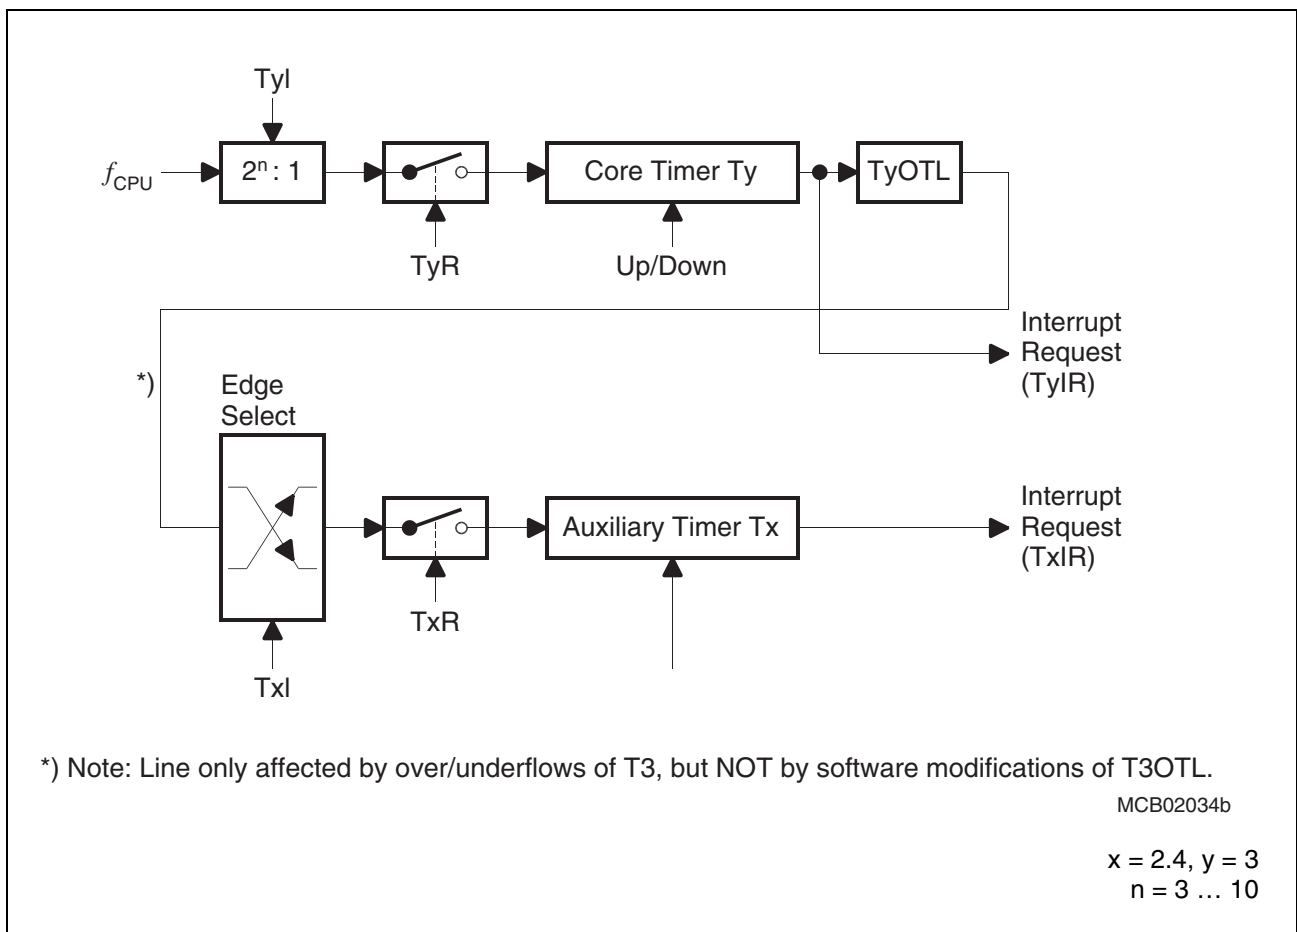 TyI
fCPU
2ⁿ : 1
Core Timer Ty
TyOTL
TyR
Up/Down
Interrupt
Request
(TyIR)
*)
Edge
Select
Auxiliary Timer Tx
Interrupt
Request
(TxIR)
TxR
TxI
*) Note: Line only affected by over/underflows of T3, but NOT by software modifications of T3OTL.
MCB02034b
x = 2.4, y = 3
n = 3 … 10